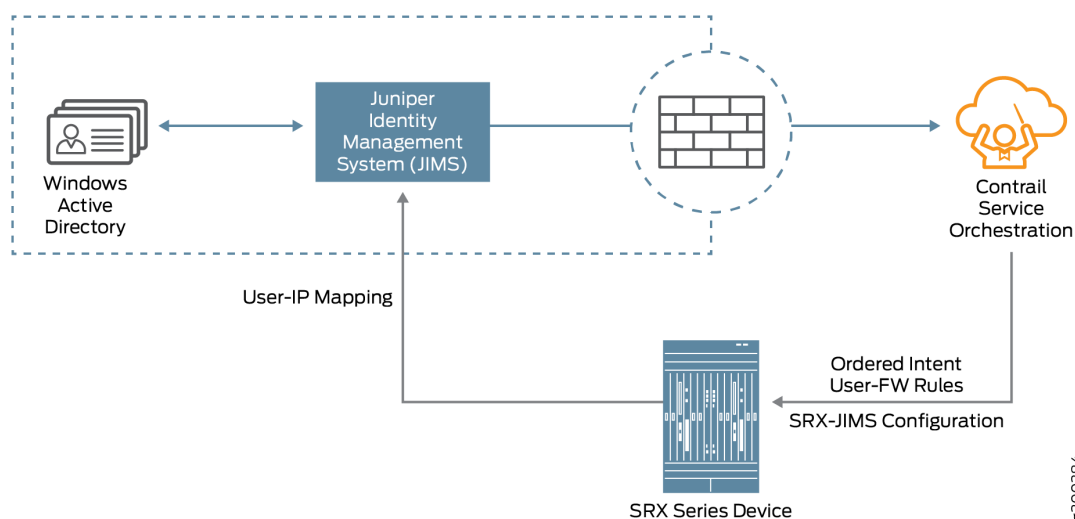 Juniper
Identity
Management
System (JIMS)
Windows
Active
Directory
Contrail
Service
Orchestration
User-IP Mapping
Ordered Intent
User-FW Rules
SRX-JIMS Configuration
SRX Series Device